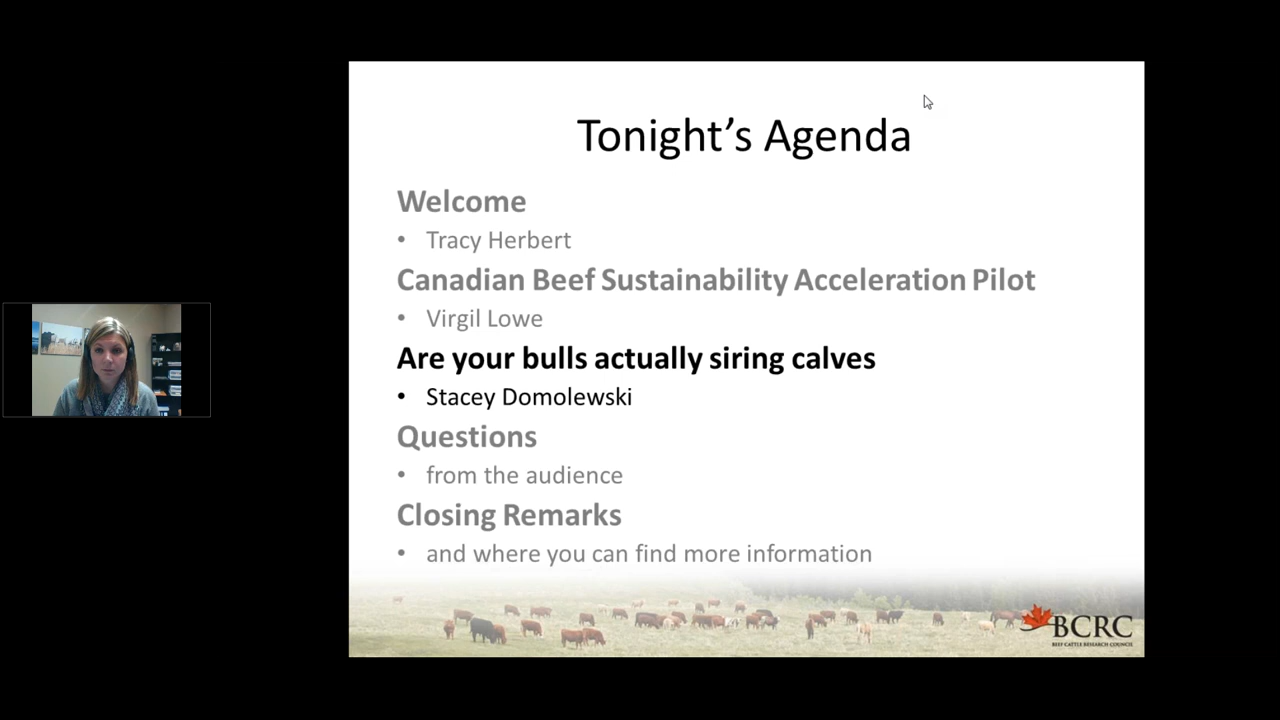 Tonight’s Agenda
Welcome
• Tracy Herbert
Canadian Beef Sustainability Acceleration Pilot
• Virgil Lowe
Are your bulls actually siring calves
• Stacey Domolewski
Questions
• from the audience
Closing Remarks
• and where you can find more information
BCRC
BEEF CATTLE RESEARCH COUNCIL